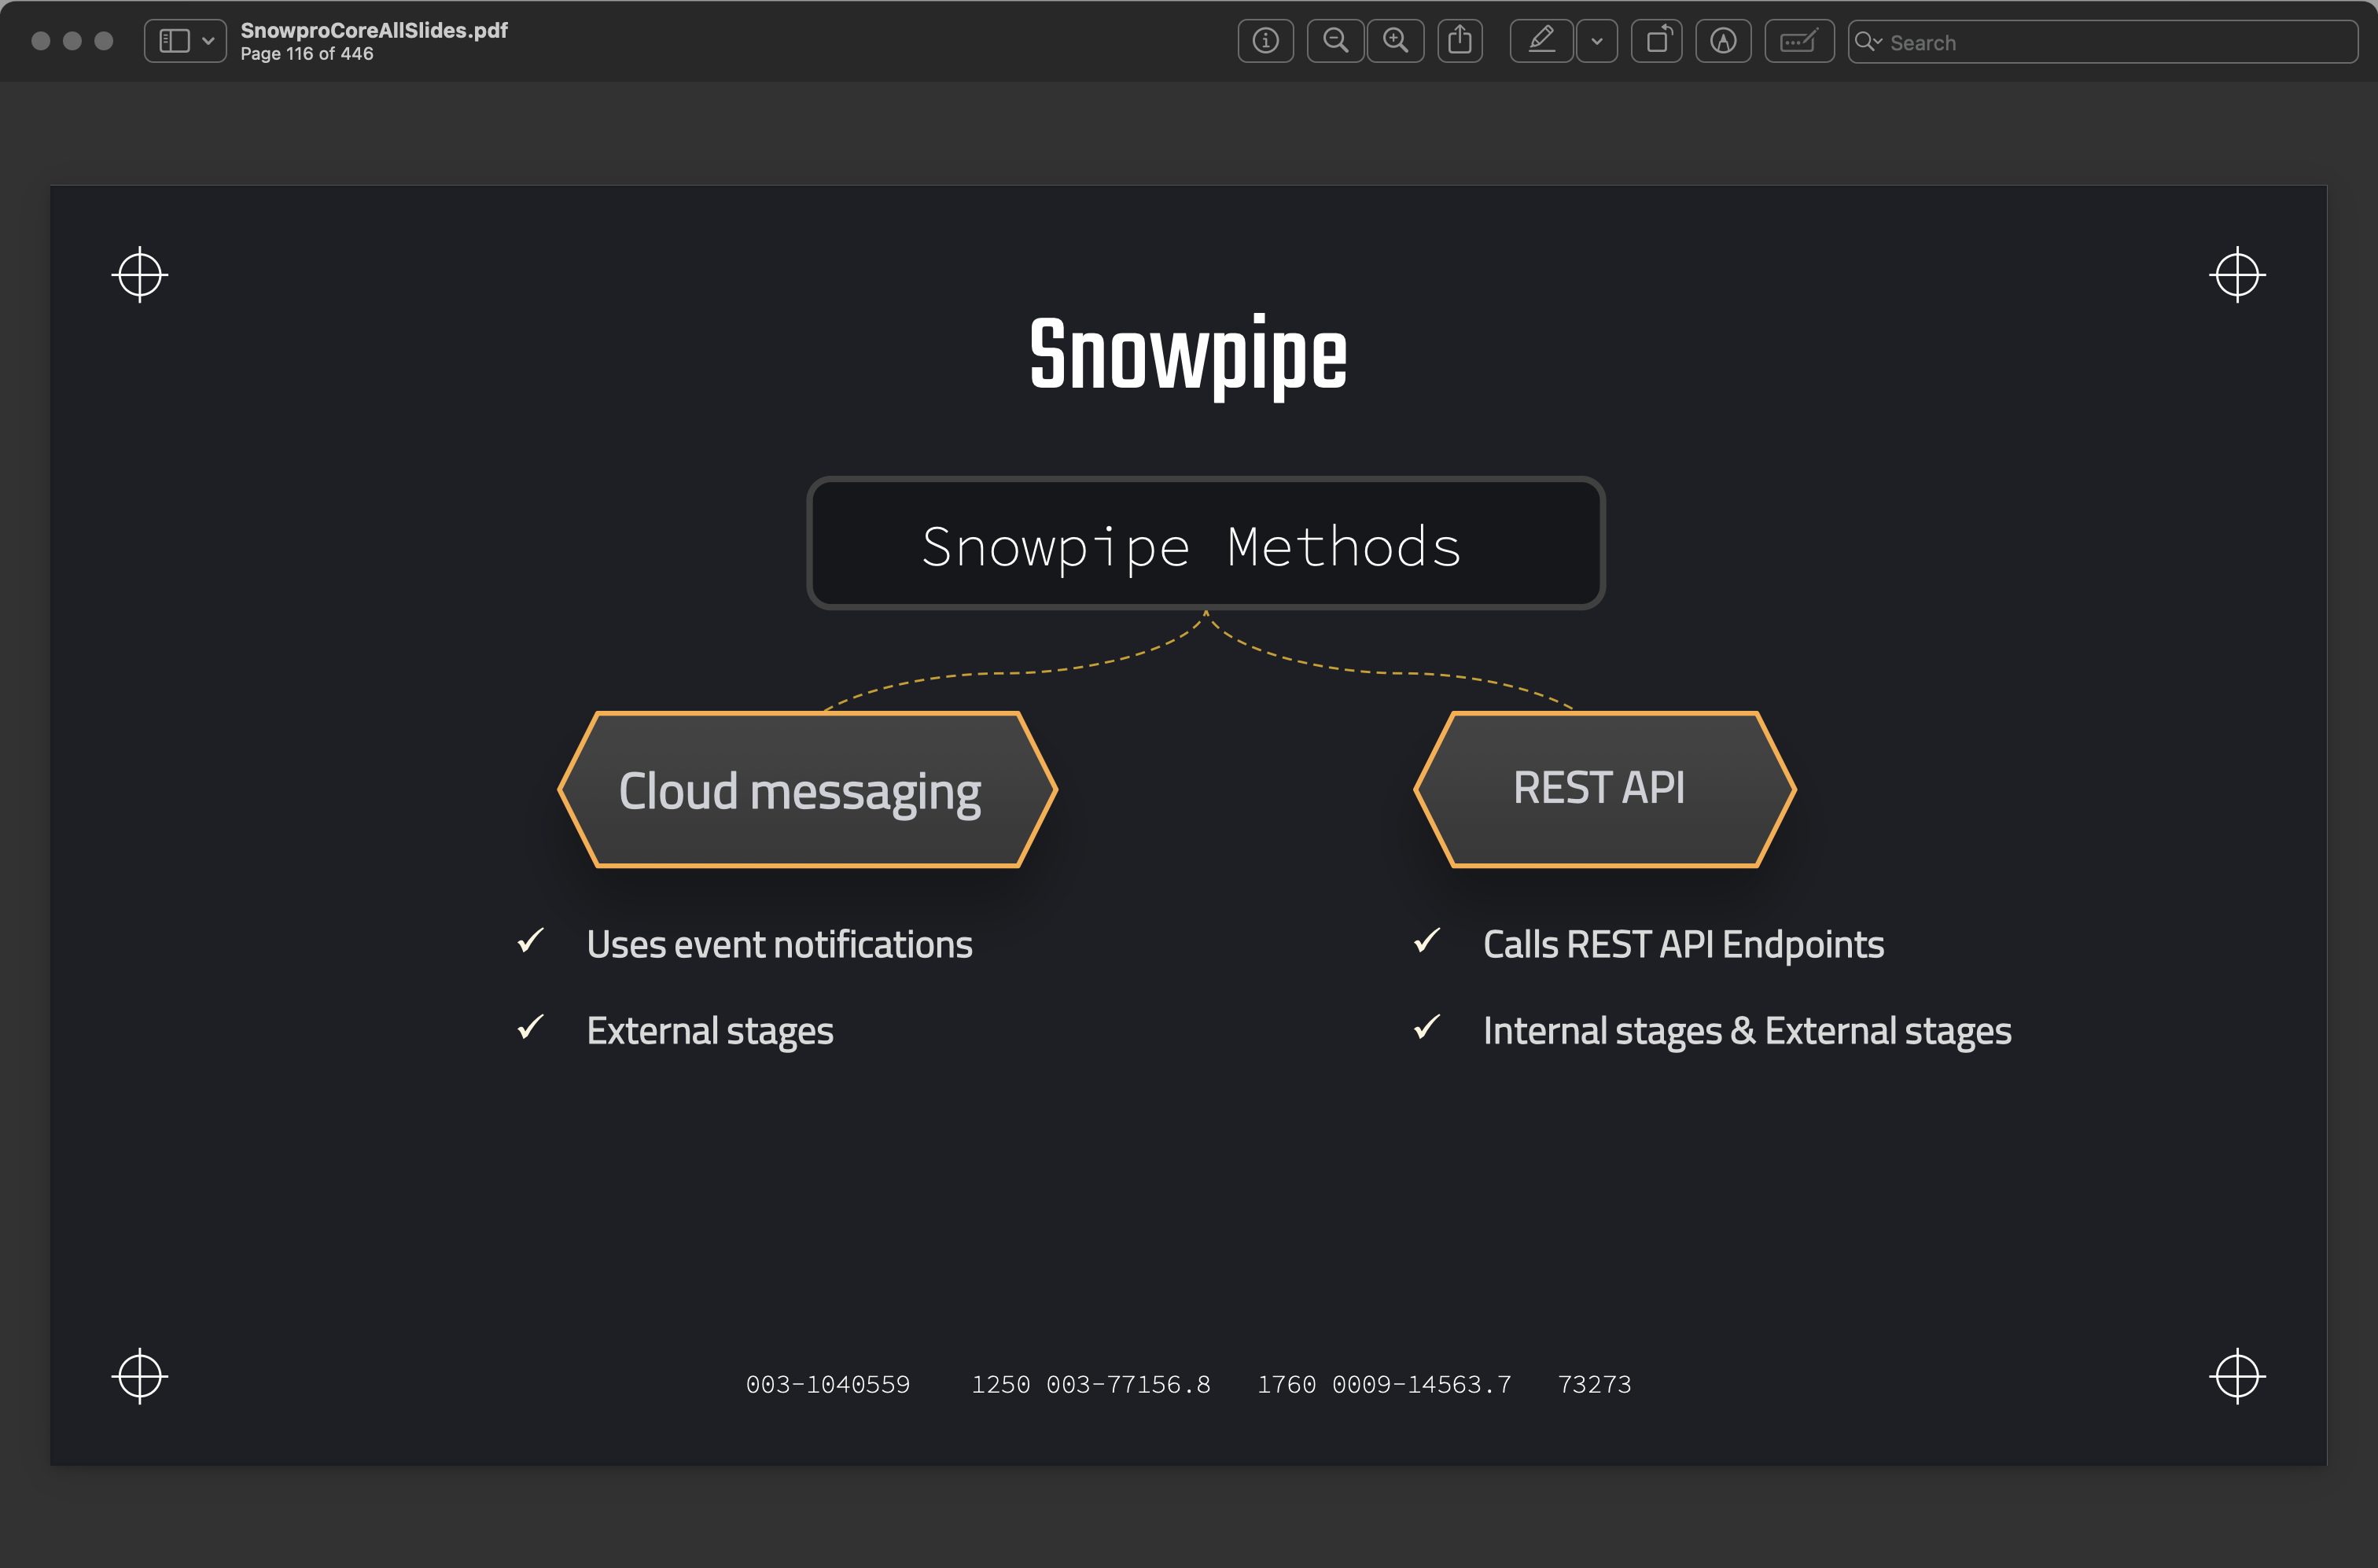 SnowproCoreAllSlides.pdf
Page 116 of 446
Search
Snowpipe
Snowpipe Methods
Cloud messaging
REST API
Uses event notifications
Calls REST API Endpoints
External stages
Internal stages & External stages
003-1040559 1250 003-77156.8 1760 0009-14563.7 73273